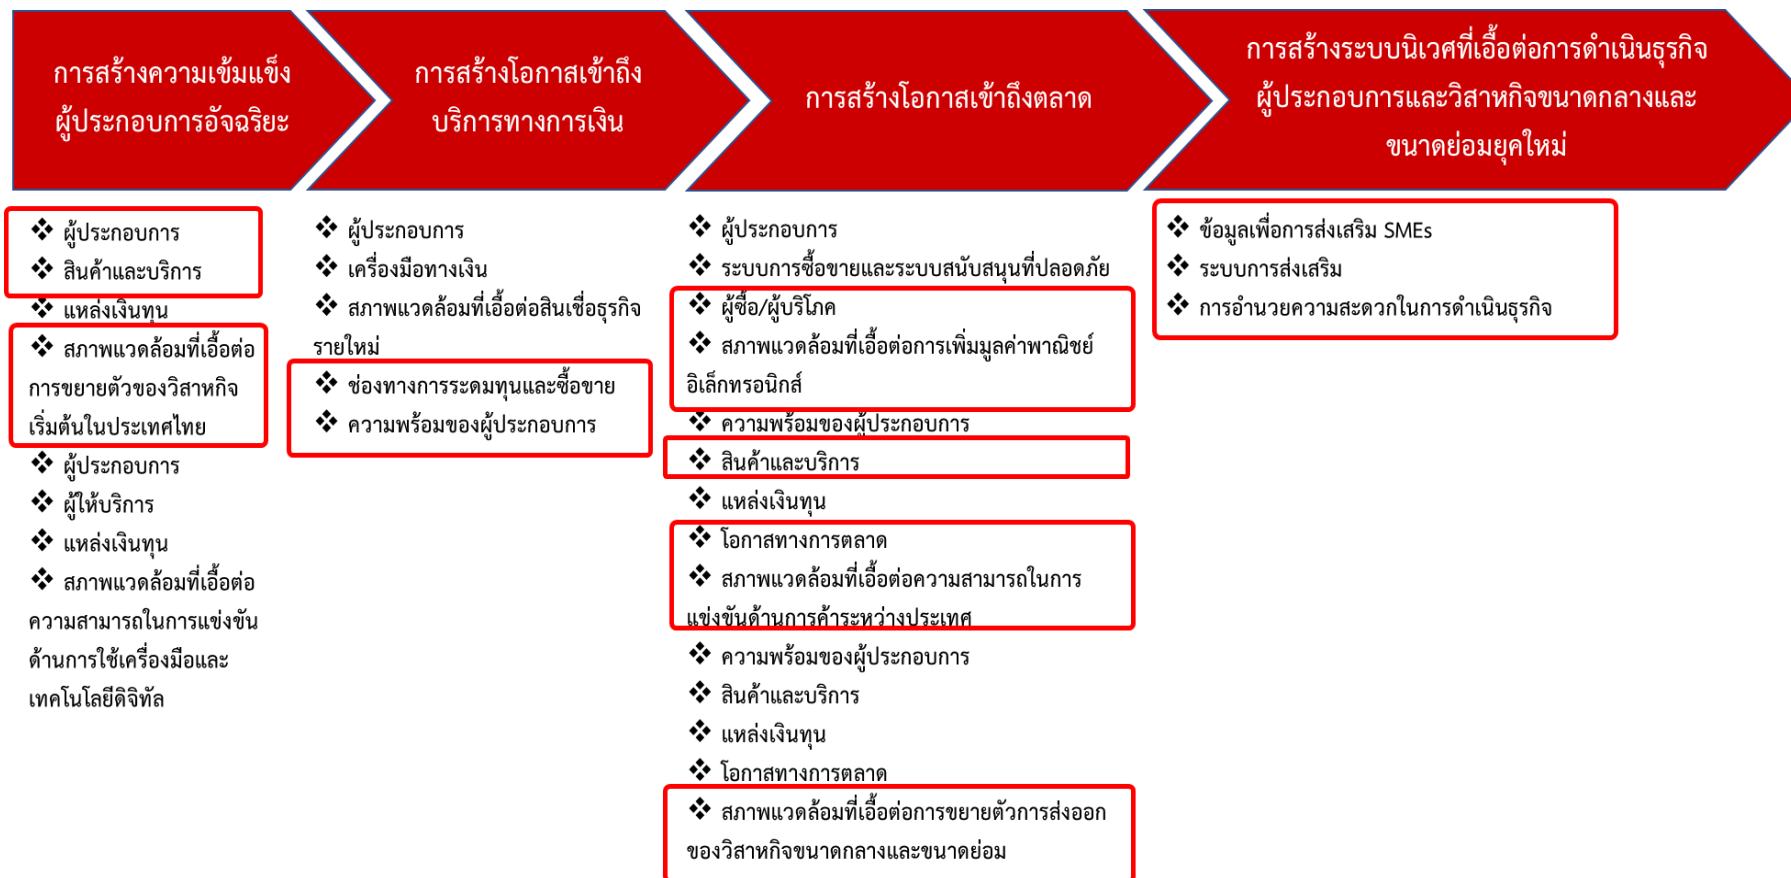 การสร้างความเข้มแข็ง
ผู้ประกอบการอัจฉริยะ
❖ ผู้ประกอบการ
❖ สินค้าและบริการ
❖ แหล่งเงินทุน
❖ สภาพแวดล้อมที่เอื้อต่อ
การขยายตัวของวิสาหกิจ
เริ่มต้นในประเทศไทย
❖ ผู้ประกอบการ
❖ ผู้ให้บริการ
❖ แหล่งเงินทุน
❖ สภาพแวดล้อมที่เอื้อต่อ
ความสามารถในการแข่งขัน
ด้านการใช้เครื่องมือและ
เทคโนโลยีดิจิทัล
การสร้างโอกาสเข้าถึง
บริการทางการเงิน
❖ ผู้ประกอบการ
❖ เครื่องมือทางเงิน
❖ สภาพแวดล้อมที่เอื้อต่อสินเชื่อธุรกิจ
รายใหม่
❖ ช่องทางการระดมทุนและซื้อขาย
❖ ความพร้อมของผู้ประกอบการ
การสร้างโอกาสเข้าถึงตลาด
❖ ผู้ประกอบการ
❖ ระบบการซื้อขายและระบบสนับสนุนที่ปลอดภัย
❖ ผู้ซื้อ/ผู้บริโภค
❖ สภาพแวดล้อมที่เอื้อต่อการเพิ่มมูลค่าพาณิชย์
อิเล็กทรอนิกส์
❖ ความพร้อมของผู้ประกอบการ
❖ สินค้าและบริการ
❖ แหล่งเงินทุน
❖ โอกาสทางการตลาด
❖ สภาพแวดล้อมที่เอื้อต่อความสามารถในการ
แข่งขันด้านการค้าระหว่างประเทศ
❖ ความพร้อมของผู้ประกอบการ
❖ สินค้าและบริการ
❖ แหล่งเงินทุน
❖ โอกาสทางการตลาด
❖ สภาพแวดล้อมที่เอื้อต่อการขยายตัวการส่งออก
ของวิสาหกิจขนาดกลางและขนาดย่อม
การสร้างระบบนิเวศที่เอื้อต่อการดำเนินธุรกิจ
ผู้ประกอบการและวิสาหกิจขนาดกลางและ
ขนาดย่อมยุคใหม่
❖ ข้อมูลเพื่อการส่งเสริม SMEs
❖ ระบบการส่งเสริม
❖ การอำนวยความสะดวกในการดำเนินธุรกิจ